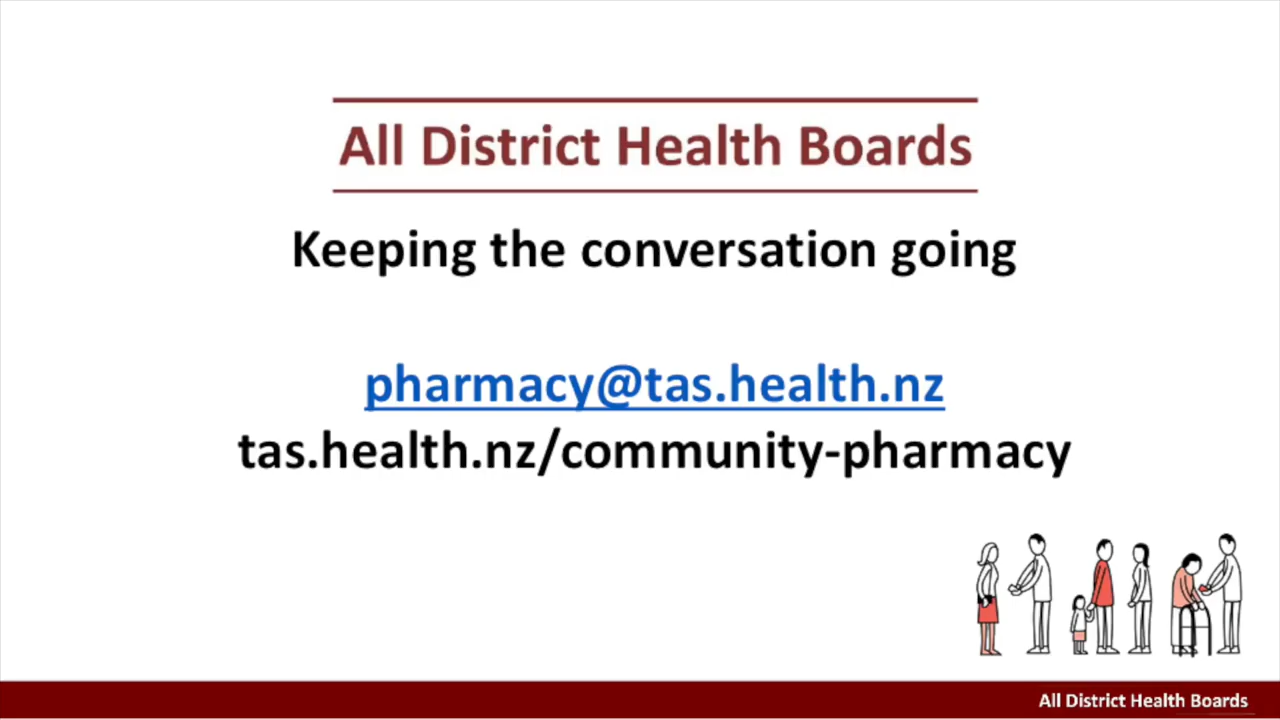 All District Health Boards
Keeping the conversation going
pharmacy@tas.health.nz
tas.health.nz/community-pharmacy
All District Health Boards